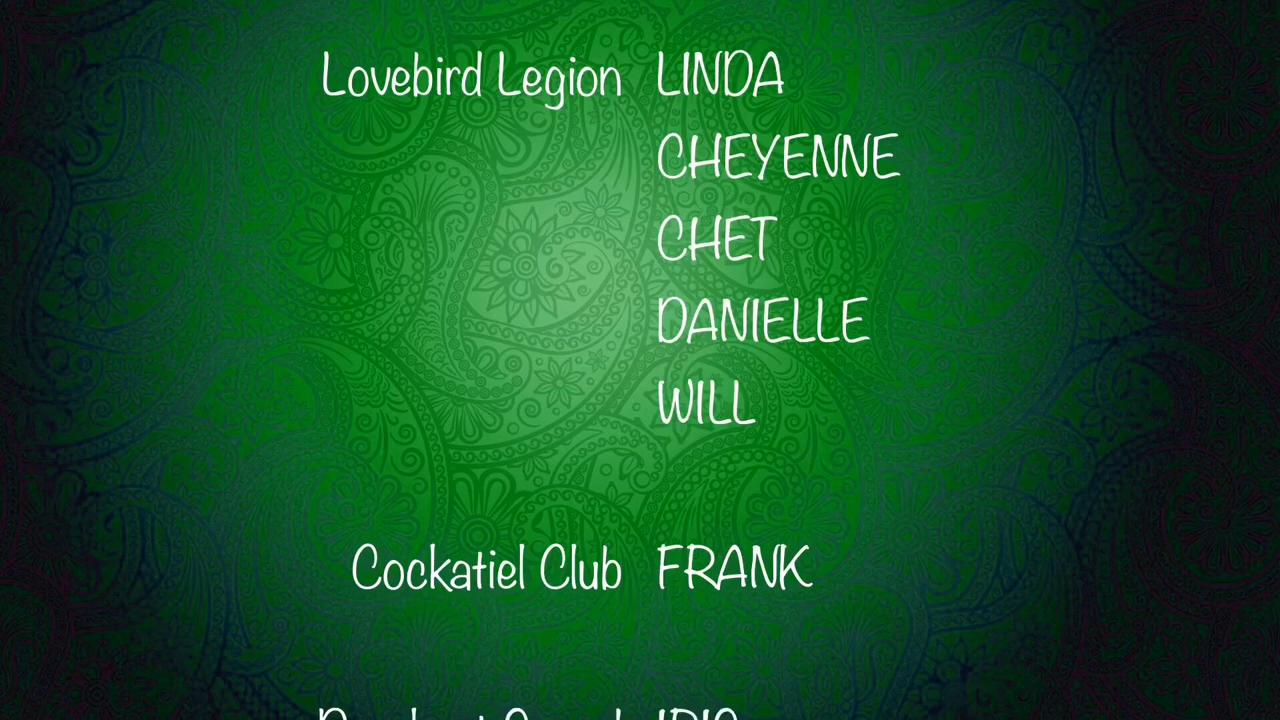 Lovebird Legion LINDA
CHEYENNE
CHET
DANIELLE
WILL
Cockatiel Club FRANK